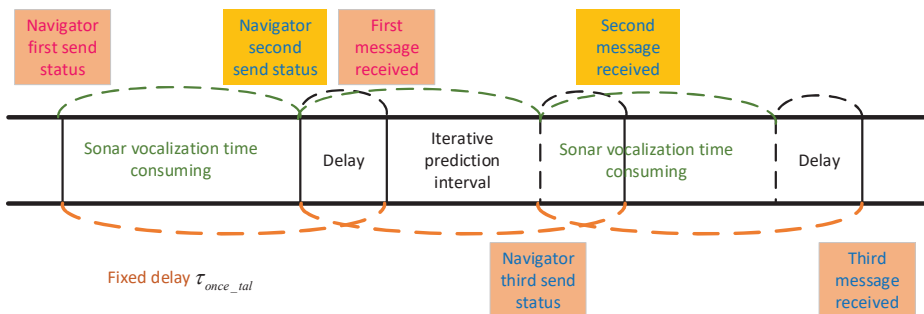 Navigator
first send
status
Navigator
second
send status
First
message
received
Second
message
received
Sonar vocalization time
consuming
Delay
Iterative
prediction
interval
Sonar vocalization time
consuming
Delay
Fixed delay τ_once_tal
Navigator
third send
status
Third
message
received